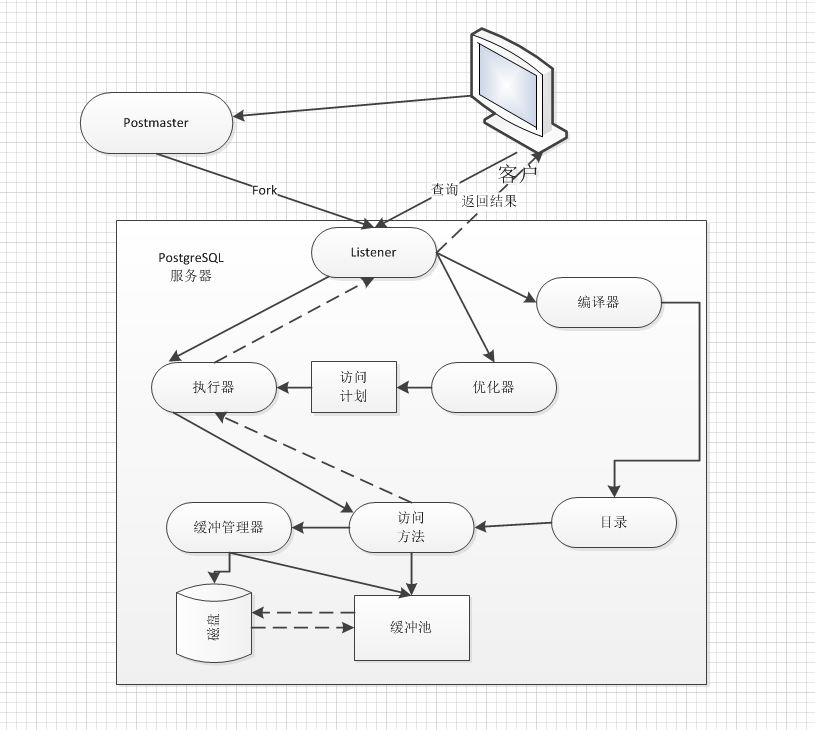 Postmaster
客户
Fork
查询
返回结果
PostgreSQL
服务器
Listener
编译器
执行器
访问
计划
优化器
缓冲管理器
访问
方法
目录
磁盘
缓冲池